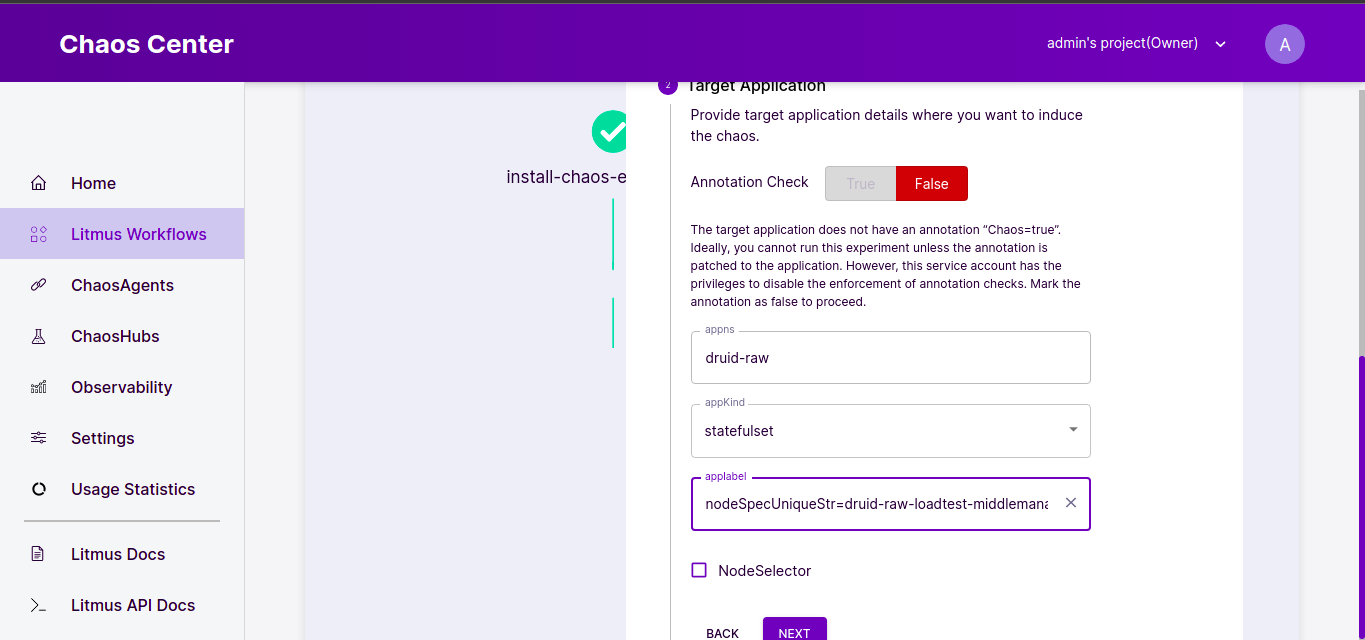 Chaos Center
admin's project(Owner)
A
Home
Litmus Workflows
ChaosAgents
ChaosHubs
Observability
Settings
Usage Statistics
Litmus Docs
Litmus API Docs
install-chaos-e
2
Target Application
Provide target application details where you want to induce
the chaos.
Annotation Check
True
False
The target application does not have an annotation “Chaos=true”.
Ideally, you cannot run this experiment unless the annotation is
patched to the application. However, this service account has the
privileges to disable the enforcement of annotation checks. Mark the
annotation as false to proceed.
appns
druid-raw
appKind
statefulset
applabel
nodeSpecUniqueStr=druid-raw-loadtest-middlemana
NodeSelector
BACK
NEXT